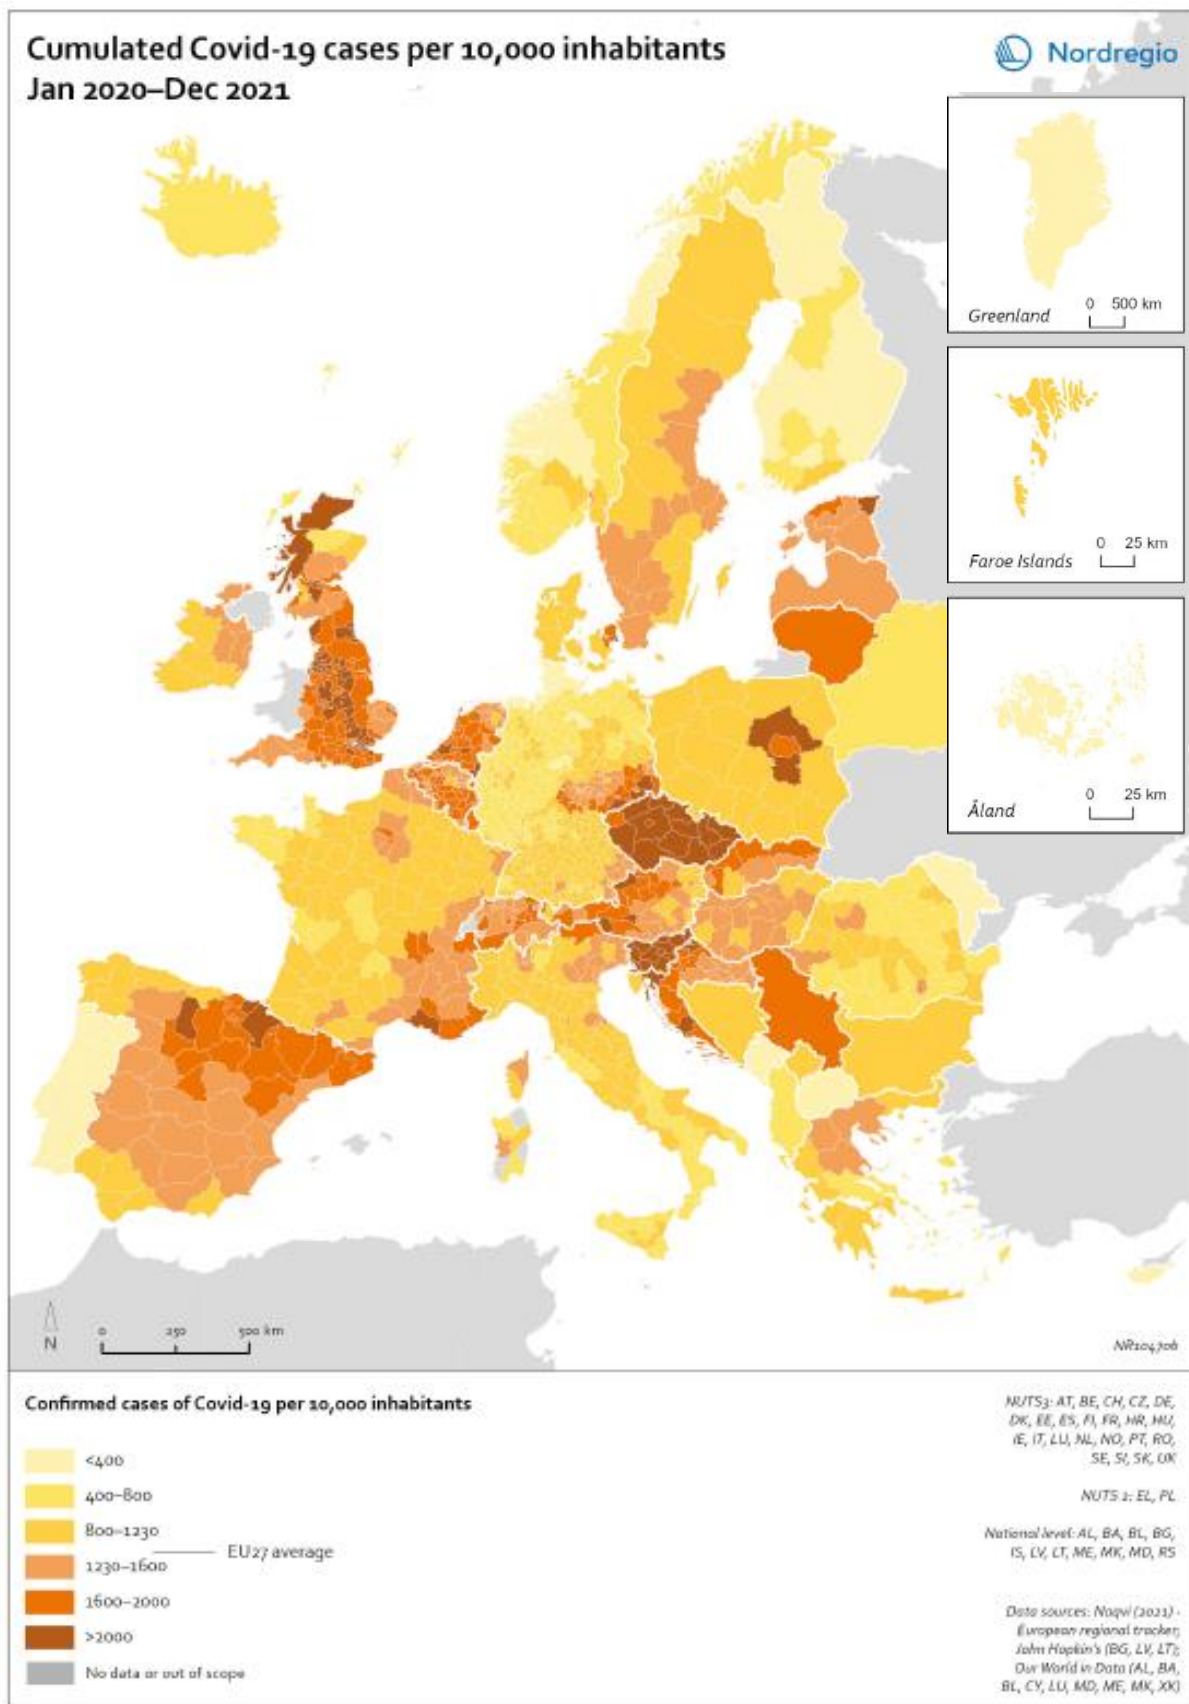 Cumulated Covid-19 cases per 10,000 inhabitants
Jan 2020–Dec 2021
Nordregio
Greenland
0 500 km
Faroe Islands
0 25 km
Åland
0 25 km
N
0 250 500 km
NR104706
Confirmed cases of Covid-19 per 10,000 inhabitants
<400
400–800
800–1230
EU27 average
1230–1600
1600–2000
>2000
No data or out of scope
NUTS3: AT, BE, CH, CZ, DE,
DK, EE, ES, FI, FR, HR, HU,
IE, IT, LU, NL, NO, PT, RO,
SE, SI, SK, UK
NUTS 2: EL, PL
National level: AL, BA, BL, BG,
IS, LV, LT, ME, MK, MD, RS
Data sources: Naqvi (2021) -
European regional tracker;
John Hopkin's (BG, LV, LT);
Our World in Data (AL, BA,
BL, CY, LU, MD, ME, MK, XK)